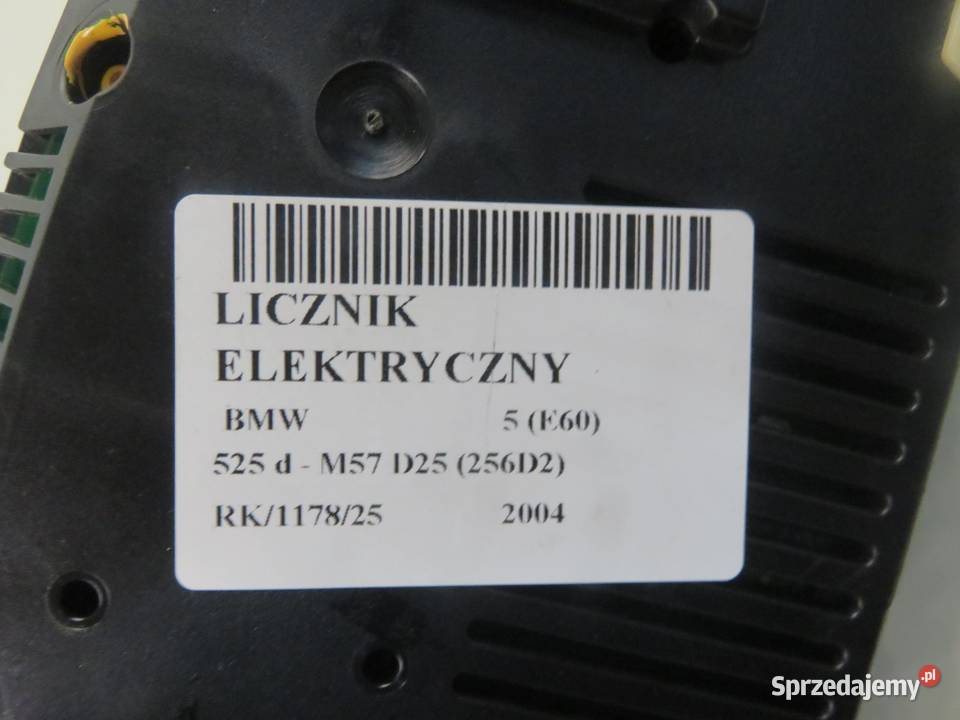 LICZNIK
ELEKTRYCZNY
BMW 5 (E60)
525 d - M57 D25 (256D2)
RK/1178/25 2004
Sprzedajemy.pl